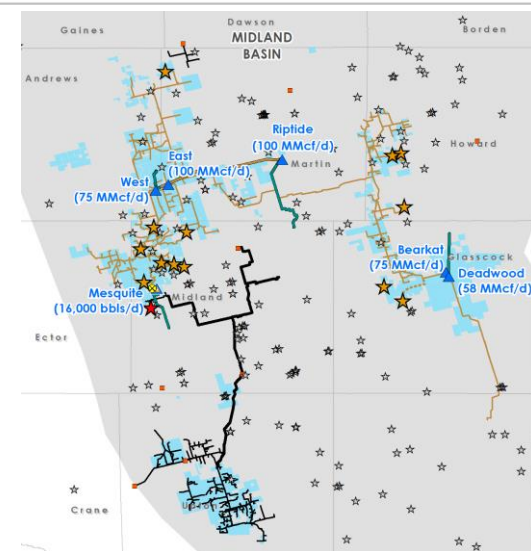 Dawson
Gaines
Borden
MIDLAND
BASIN
Andrews
Riptide
(100 MMcf/d)
Howard
East
(100 MMcf/d)
Martin
West
(75 MMcf/d)
Bearkat
(75 MMcf/d)
Glasscock
Deadwood
(58 MMcf/d)
Mesquite
(16,000 bbls/d)
Midland
Ector
Crane
Upton